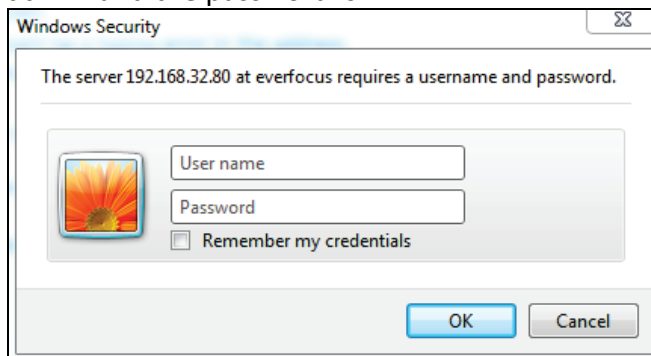 Windows Security
The server 192.168.32.80 at everfocus requires a username and password.
User name
Password
Remember my credentials
OK
Cancel